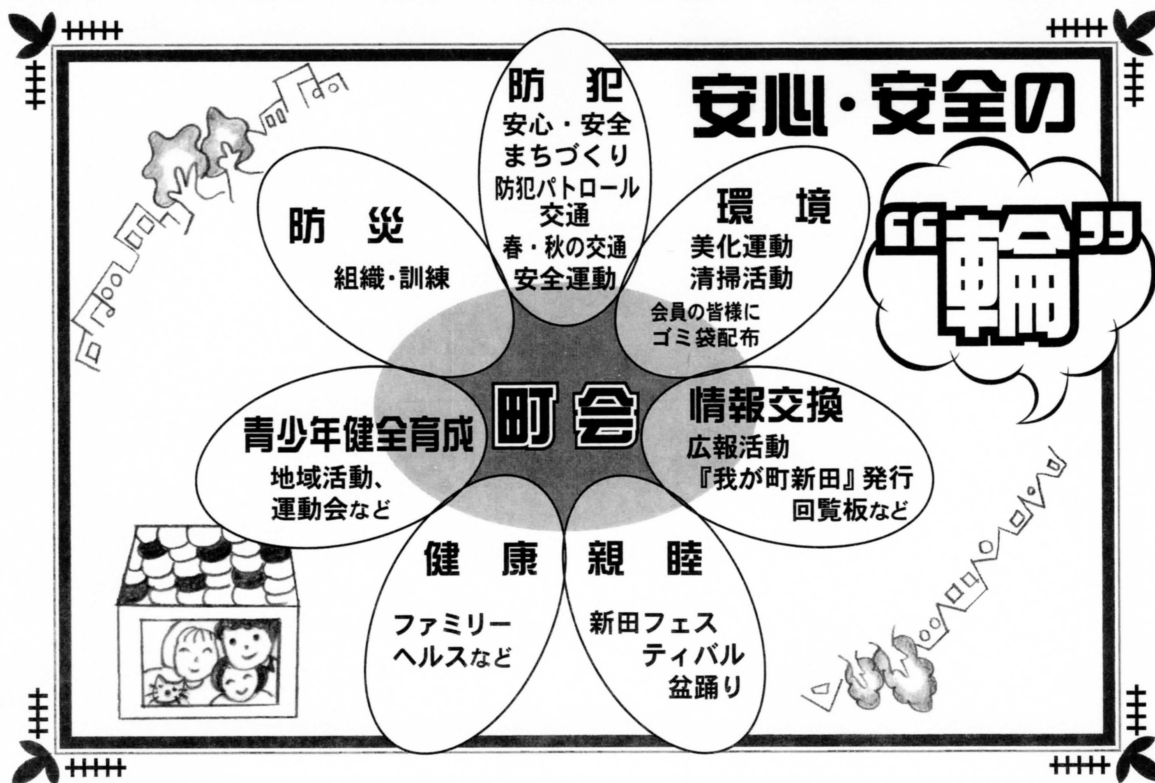 安心・安全の
“輪”
防犯
安心・安全
まちづくり
防犯パトロール
交通
春・秋の交通
安全運動
環境
美化運動
清掃活動
会員の皆様に
ゴミ袋配布
情報交換
広報活動
『我が町新田』発行
回覧板など
親睦
新田フェス
ティバル
盆踊り
健康
ファミリー
ヘルスなど
青少年健全育成
地域活動、
運動会など
防災
組織・訓練
町会